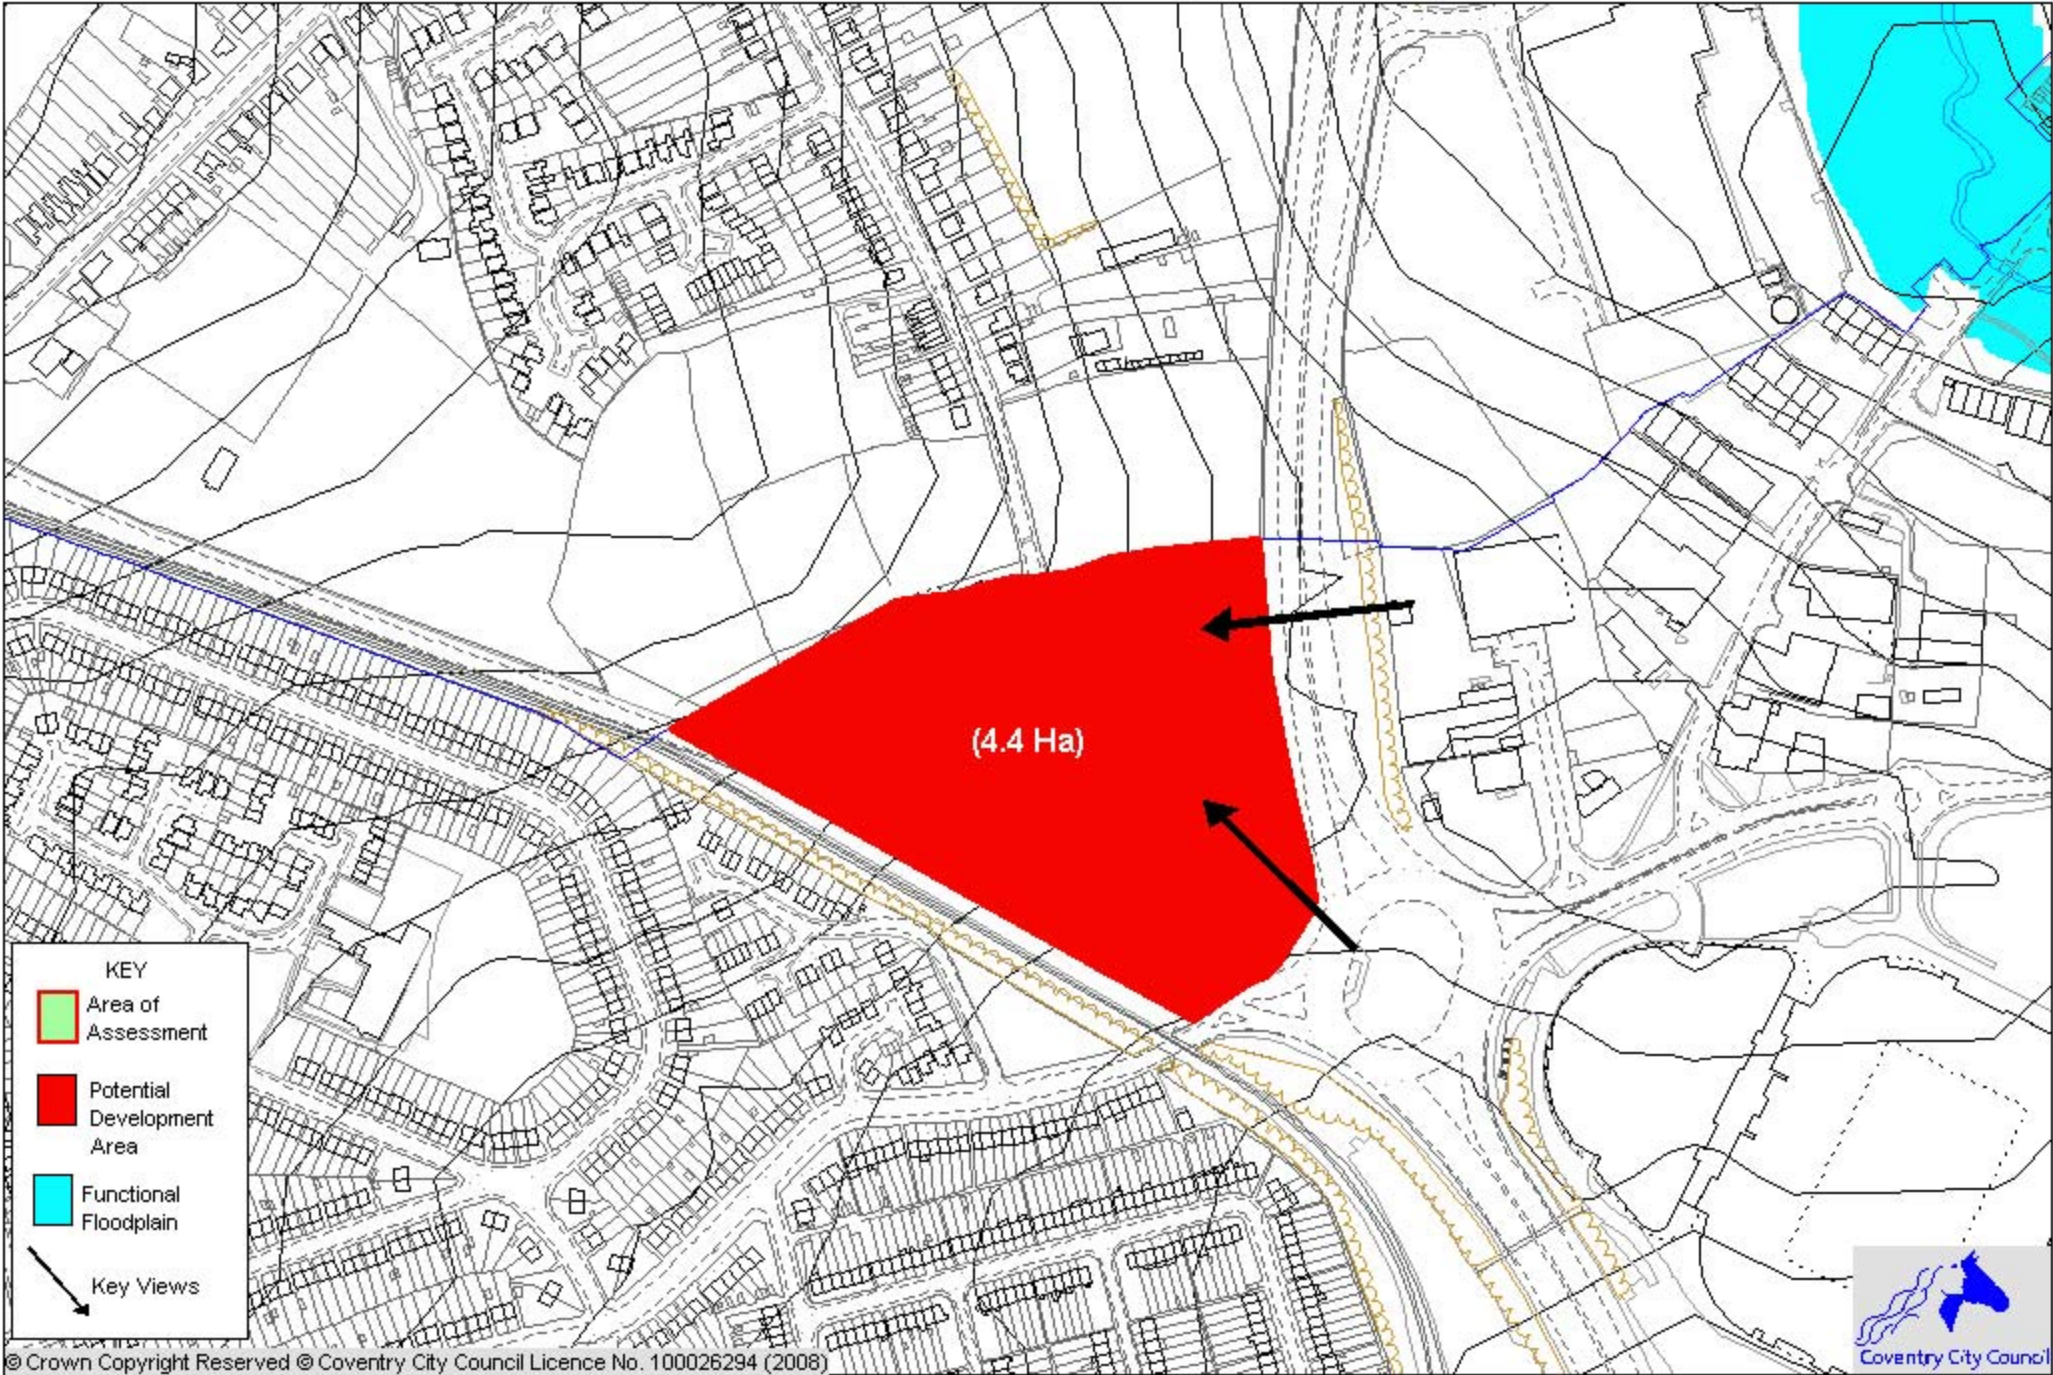 (4.4 Ha)
KEY
Area of
Assessment
Potential
Development
Area
Functional
Floodplain
Key Views
© Crown Copyright Reserved © Coventry City Council Licence No. 100026294 (2008)
Coventry City Council